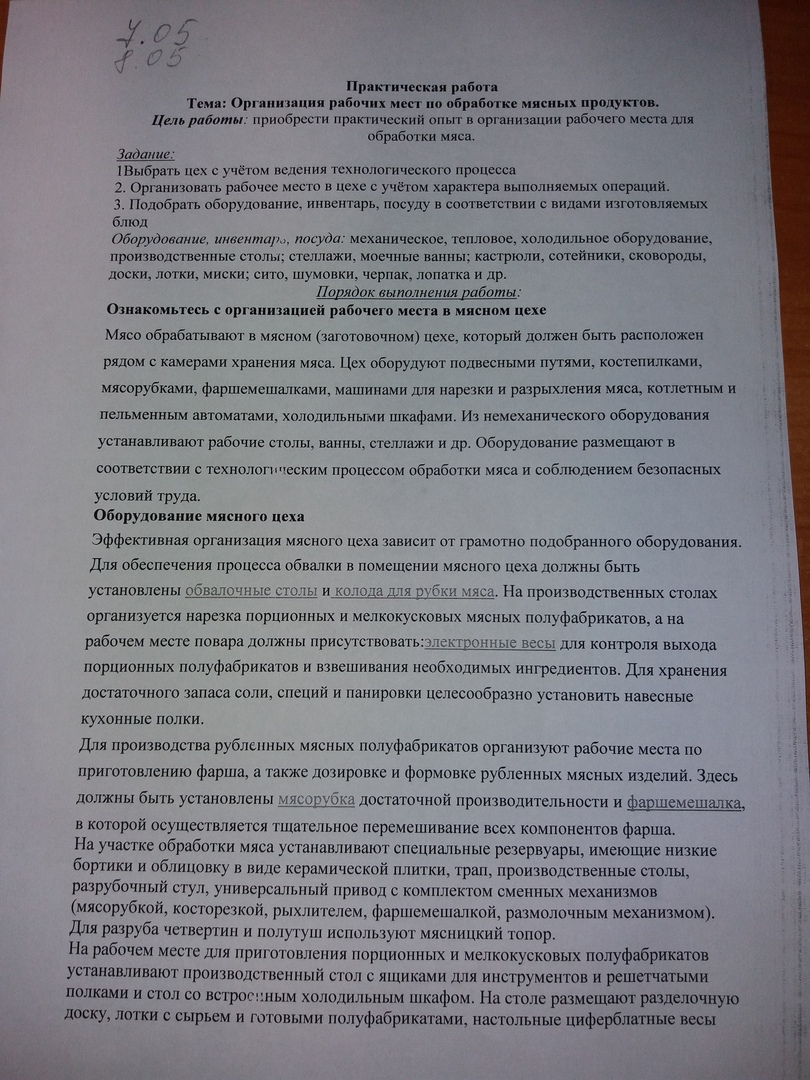 7.05
8.05
Практическая работа
Тема: Организация рабочих мест по обработке мясных продуктов.
Цель работы: приобрести практический опыт в организации рабочего места для
обработки мяса.
Задание:
1Выбрать цех с учётом ведения технологического процесса
2. Организовать рабочее место в цехе с учётом характера выполняемых операций.
3. Подобрать оборудование, инвентарь, посуду в соответствии с видами изготовляемых
блюд
Оборудование, инвентарь, посуда: механическое, тепловое, холодильное оборудование,
производственные столы; стеллажи, моечные ванны; кастрюли, сотейники, сковороды,
доски, лотки, миски; сито, шумовки, черпак, лопатка и др.
Порядок выполнения работы:
Ознакомьтесь с организацией рабочего места в мясном цехе
Мясо обрабатывают в мясном (заготовочном) цехе, который должен быть расположен
рядом с камерами хранения мяса. Цех оборудуют подвесными путями, костепилками,
мясорубками, фаршемешалками, машинами для нарезки и разрыхления мяса, котлетным и
пельменным автоматами, холодильными шкафами. Из немеханического оборудования
устанавливают рабочие столы, ванны, стеллажи и др. Оборудование размещают в
соответствии с технологическим процессом обработки мяса и соблюдением безопасных
условий труда.
Оборудование мясного цеха
Эффективная организация мясного цеха зависит от грамотно подобранного оборудования.
Для обеспечения процесса обвалки в помещении мясного цеха должны быть
установлены обвалочные столы и колода для рубки мяса. На производственных столах
организуется нарезка порционных и мелкокусковых мясных полуфабрикатов, а на
рабочем месте повара должны присутствовать:электронные весы для контроля выхода
порционных полуфабрикатов и взвешивания необходимых ингредиентов. Для хранения
достаточного запаса соли, специй и панировки целесообразно установить навесные
кухонные полки.
Для производства рубленных мясных полуфабрикатов организуют рабочие места по
приготовлению фарша, а также дозировке и формовке рубленных мясных изделий. Здесь
должны быть установлены мясорубка достаточной производительности и фаршемешалка,
в которой осуществляется тщательное перемешивание всех компонентов фарша.
На участке обработки мяса устанавливают специальные резервуары, имеющие низкие
бортики и облицовку в виде керамической плитки, трап, производственные столы,
разрубочный стул, универсальный привод с комплектом сменных механизмов
(мясорубкой, косторезкой, рыхлителем, фаршемешалкой, размолочным механизмом).
Для разруба четвертин и полутуш используют мясницкий топор.
На рабочем месте для приготовления порционных и мелкокусковых полуфабрикатов
устанавливают производственный стол с ящиками для инструментов и решетчатыми
полками и стол со встроенным холодильным шкафом. На столе размещают разделочную
доску, лотки с сырьем и готовыми полуфабрикатами, настольные циферблатные весы